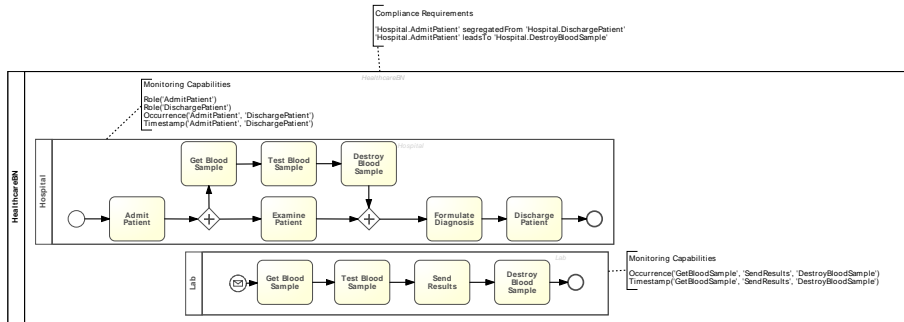 Compliance Requirements
'Hospital.AdmitPatient' segregatedFrom 'Hospital.DischargePatient'
'Hospital.AdmitPatient' leadsTo 'Hospital.DestroyBloodSample'
HealthcareBN
HealthcareBN
Monitoring Capabilities
Role('AdmitPatient')
Role('DischargePatient')
Occurrence('AdmitPatient', 'DischargePatient')
Timestamp('AdmitPatient', 'DischargePatient')
Hospital
Hospital
Get Blood
Sample
Test Blood
Sample
Destroy
Blood
Sample
Admit
Patient
Examine
Patient
Formulate
Diagnosis
Discharge
Patient
Lab
Lab
Get Blood
Sample
Test Blood
Sample
Send
Results
Destroy
Blood
Sample
Monitoring Capabilities
Occurrence('GetBloodSample', 'SendResults', 'DestroyBloodSample')
Timestamp('GetBloodSample', 'SendResults', 'DestroyBloodSample')